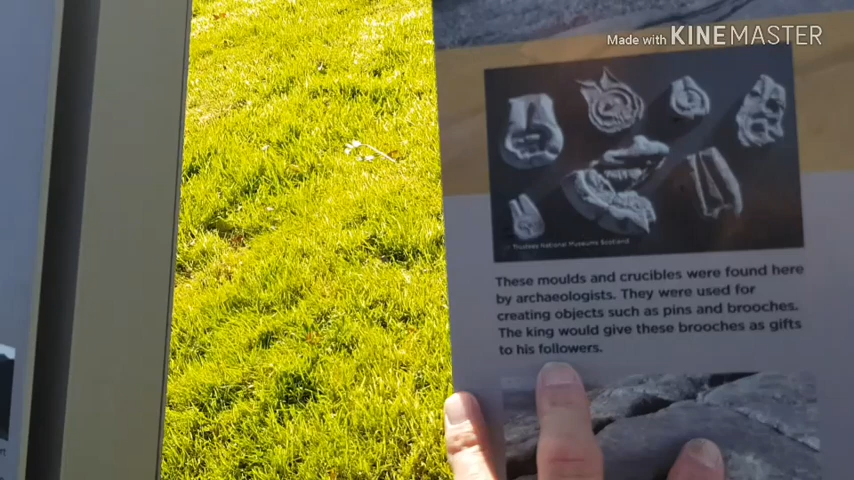 Made with KINEMASTER
© Trustees National Museums Scotland
These moulds and crucibles were found here
by archaeologists. They were used for
creating objects such as pins and brooches.
The king would give these brooches as gifts
to his followers.